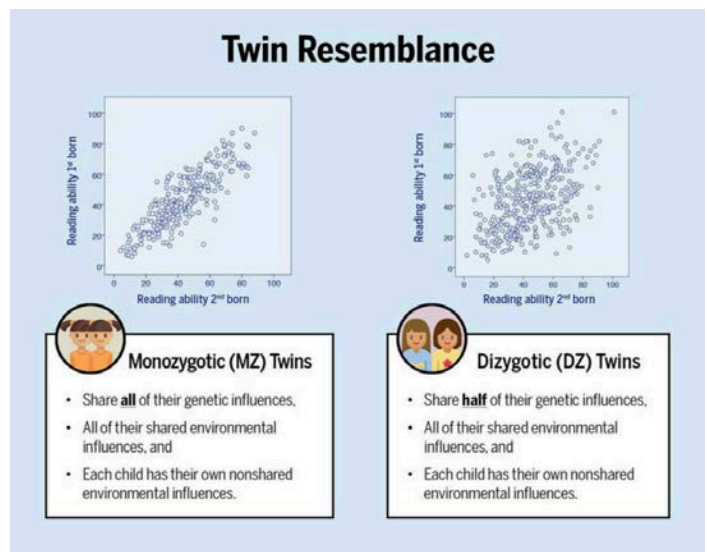 Twin Resemblance
Reading ability 1st born
100
80
60
40
20
0
0 20 40 60 80 100
Reading ability 2nd born
Reading ability 1st born
100
80
60
40
20
0
0 20 40 60 80 100
Reading ability 2nd born
Monozygotic (MZ) Twins
• Share all of their genetic influences,
• All of their shared environmental
influences, and
• Each child has their own nonshared
environmental influences.
Dizygotic (DZ) Twins
• Share half of their genetic influences,
• All of their shared environmental
influences, and
• Each child has their own nonshared
environmental influences.